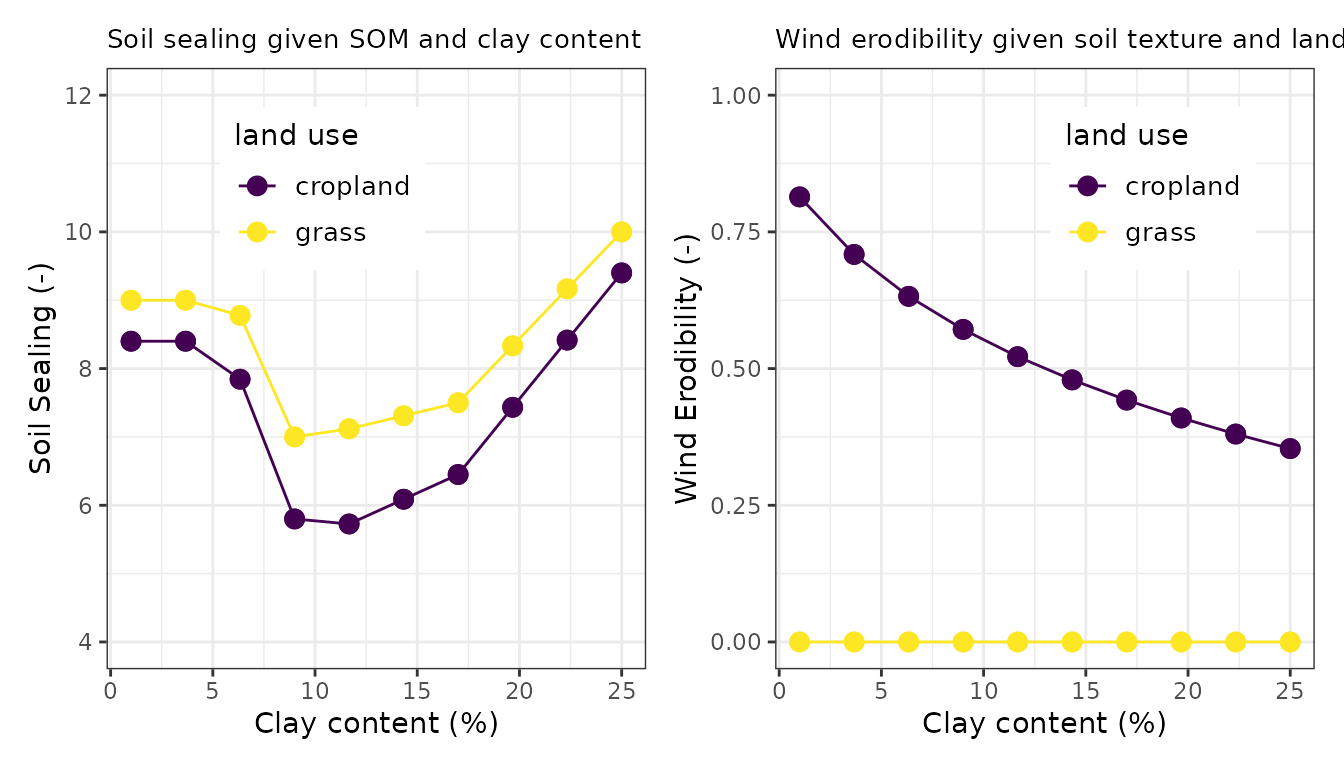 Soil sealing given SOM and clay content
12
10
8
6
4
Soil Sealing (-)
land use
cropland
grass
0 5 10 15 20 25
Clay content (%)
Wind erodibility given soil texture and land
1.00
0.75
0.50
0.25
0.00
Wind Erodibility (-)
land use
cropland
grass
0 5 10 15 20 25
Clay content (%)